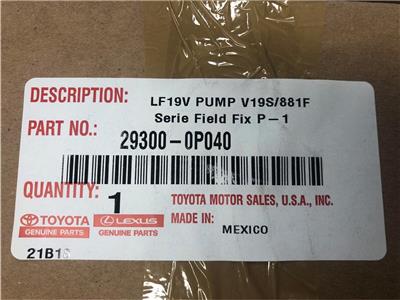 DESCRIPTION: LF19V PUMP V19S/881F
Serie Field Fix P-1
PART NO.: 29300-0P040
QUANTITY: 1
TOYOTA MOTOR SALES, U.S.A., INC.
TOYOTA LEXUS
GENUINE PARTS GENUINE PARTS
MADE IN: MEXICO